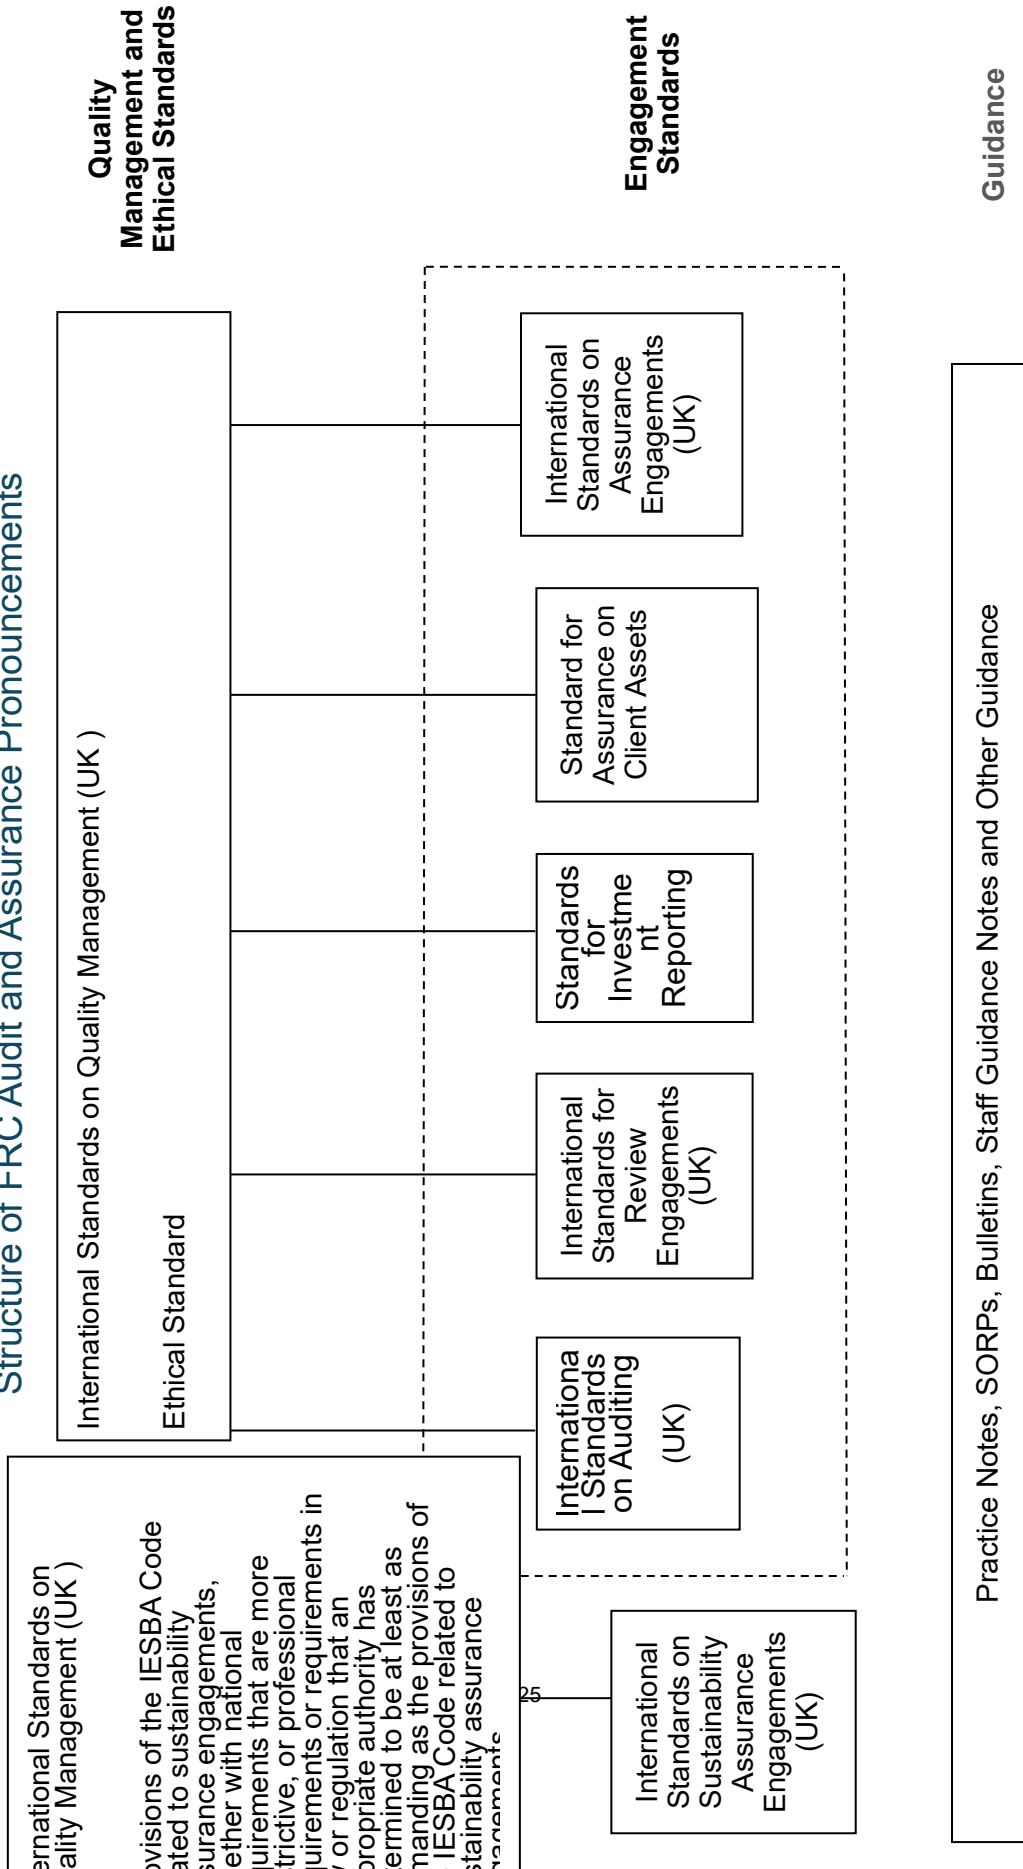 Structure of FRC Audit and Assurance Pronouncements
ernational Standards on
ality Management (UK )
ovisions of the IESBA Code
ated to sustainability
surance engagements,
ether with national
quirements that are more
strictive, or professional
quirements or requirements in
v or regulation that an
propriate authority has
termined to be at least as
manding as the provisions of
IESBA Code related to
stainability assurance
gagements
International Standards on Quality Management (UK )
Ethical Standard
Quality
Management and
Ethical Standards
25
International
Standards on
Sustainability
Assurance
Engagements
(UK)
Internationa
l Standards
on Auditing
(UK)
International
Standards for
Review
Engagements
(UK)
Standards
for
Investme
nt
Reporting
Standard for
Assurance on
Client Assets
International
Standards on
Assurance
Engagements
(UK)
Engagement
Standards
Practice Notes, SORPs, Bulletins, Staff Guidance Notes and Other Guidance
Guidance